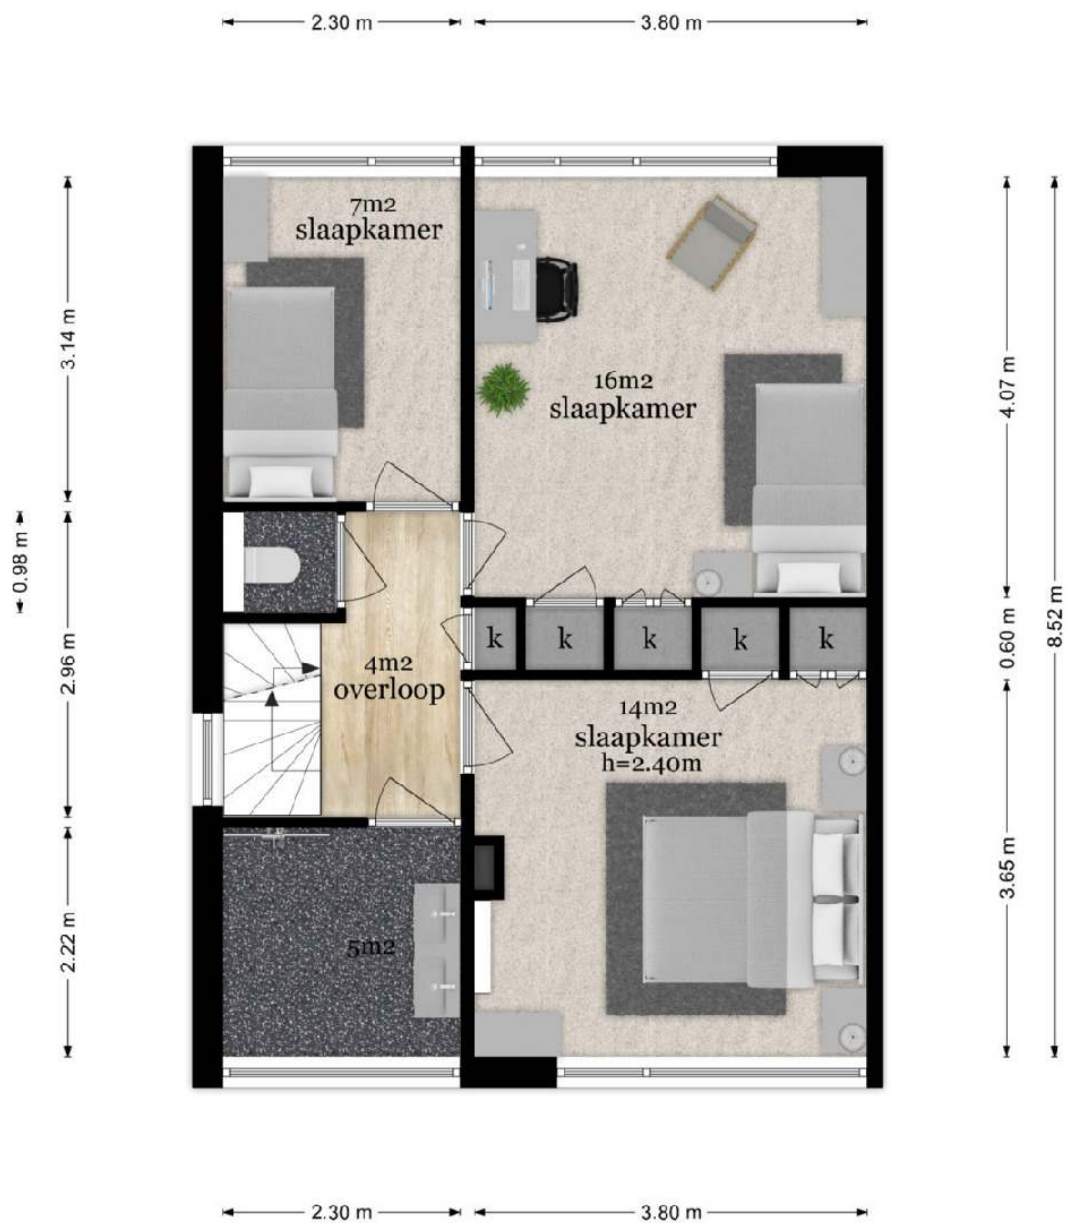 2.30 m
3.80 m
7m2
slaapkamer
3.14 m
4.07 m
16m2
slaapkamer
0.98 m
2.96 m
k
k
k
k
k
0.60 m
8.52 m
4m2
overloop
14m2
slaapkamer
h=2.40m
3.65 m
2.22 m
5m2
2.30 m
3.80 m